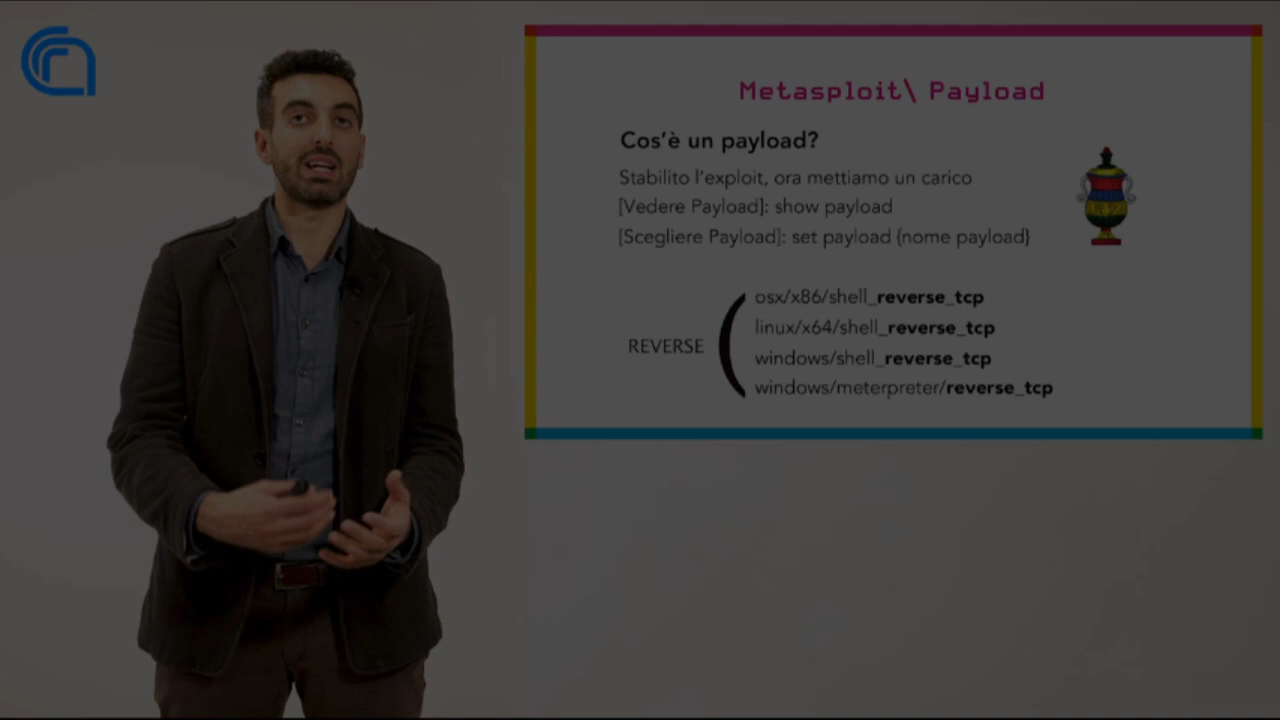 Metasploit\ Payload
Cos'è un payload?
Stabilito l'exploit, ora mettiamo un carico
[Vedere Payload]: show payload
[Scegliere Payload]: set payload {nome payload}
REVERSE
osx/x86/shell_reverse_tcp
linux/x64/shell_reverse_tcp
windows/shell_reverse_tcp
windows/meterpreter/reverse_tcp